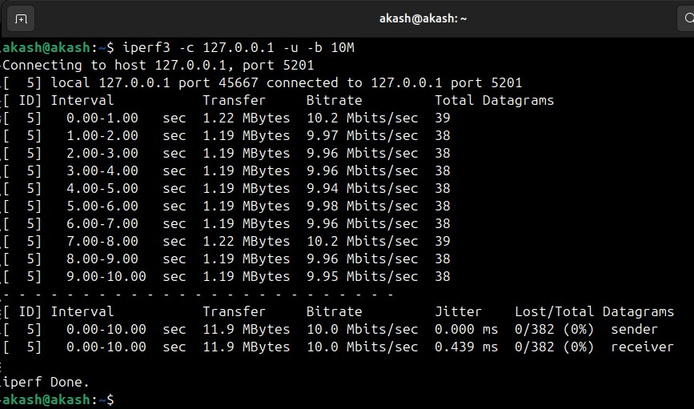 akash@akash: ~
akash@akash:~$ iperf3 -c 127.0.0.1 -u -b 10M
Connecting to host 127.0.0.1, port 5201
[  5] local 127.0.0.1 port 45667 connected to 127.0.0.1 port 5201
[ ID] Interval           Transfer     Bitrate         Total Datagrams
[  5]   0.00-1.00   sec  1.22 MBytes  10.2 Mbits/sec  39
[  5]   1.00-2.00   sec  1.19 MBytes  9.97 Mbits/sec  38
[  5]   2.00-3.00   sec  1.19 MBytes  9.96 Mbits/sec  38
[  5]   3.00-4.00   sec  1.19 MBytes  9.96 Mbits/sec  38
[  5]   4.00-5.00   sec  1.19 MBytes  9.94 Mbits/sec  38
[  5]   5.00-6.00   sec  1.19 MBytes  9.98 Mbits/sec  38
[  5]   6.00-7.00   sec  1.19 MBytes  9.96 Mbits/sec  38
[  5]   7.00-8.00   sec  1.22 MBytes  10.2 Mbits/sec  39
[  5]   8.00-9.00   sec  1.19 MBytes  9.96 Mbits/sec  38
[  5]   9.00-10.00  sec  1.19 MBytes  9.95 Mbits/sec  38
- - - - - - - - - - - - - - - - - - - - - - - - -
[ ID] Interval           Transfer     Bitrate         Jitter    Lost/Total Datagrams
[  5]   0.00-10.00  sec  11.9 MBytes  10.0 Mbits/sec  0.000 ms  0/382 (0%)  sender
[  5]   0.00-10.00  sec  11.9 MBytes  10.0 Mbits/sec  0.439 ms  0/382 (0%)  receiver
iperf Done.
akash@akash:~$